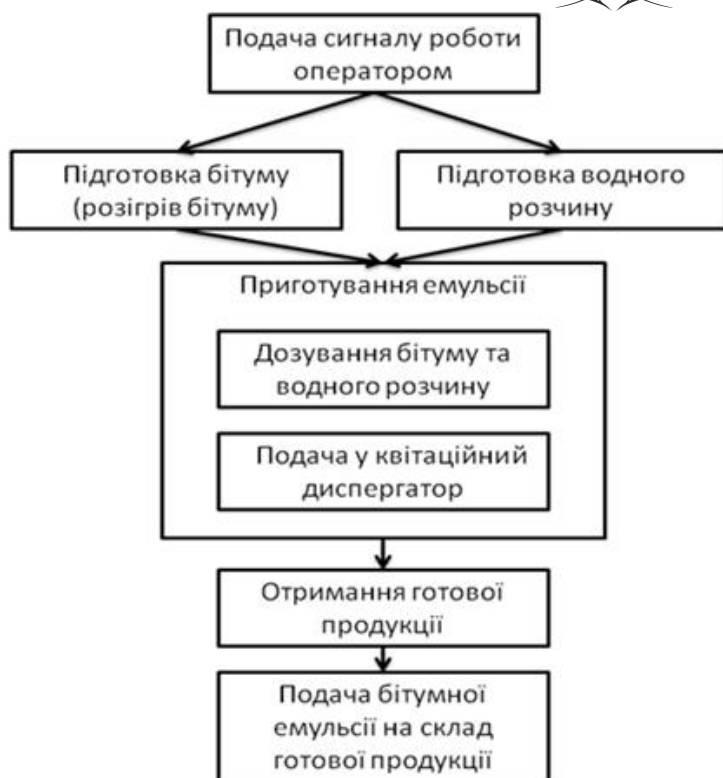 Подача сигналу роботи
оператором
Підготовка бітуму
(розігрів бітуму)
Підготовка водного
розчину
Приготування емульсії
Дозування бітуму та
водного розчину
Подача у квітаційний
диспергатор
Отримання готової
продукції
Подача бітумної
емульсії на склад
готової продукції